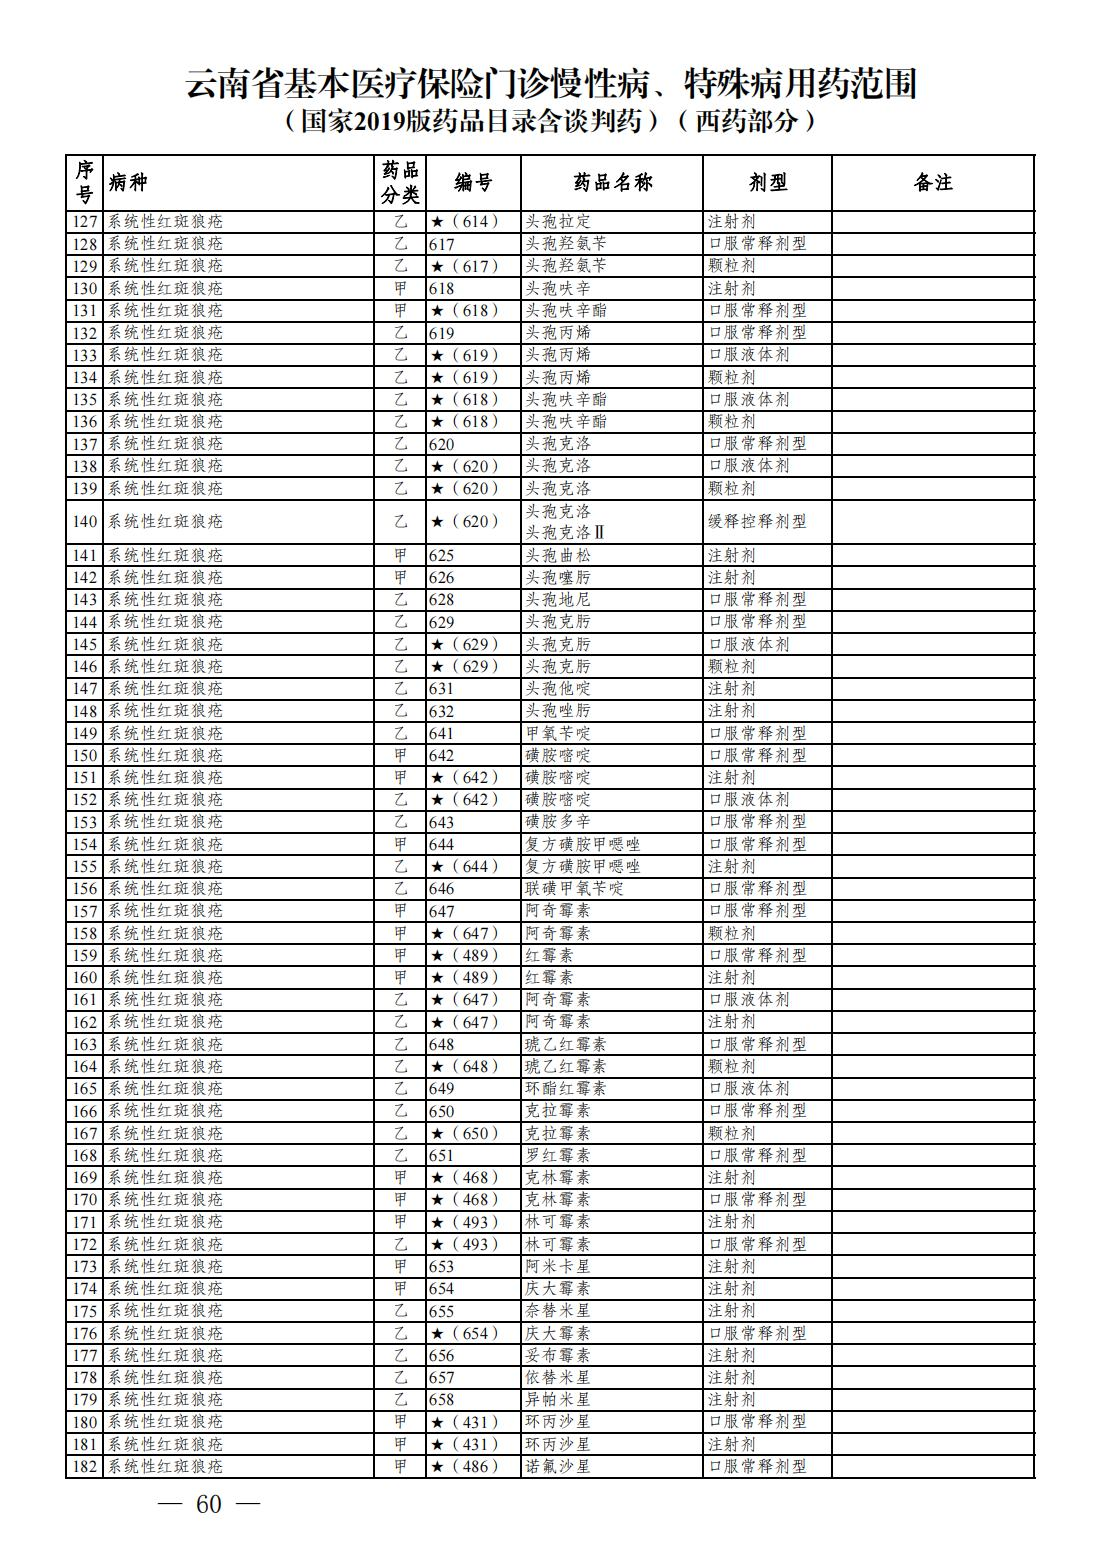 云南省基本医疗保险门诊慢性病、特殊病用药范围
（国家2019版药品目录含谈判药）（西药部分）
序号 病种 药品分类 编号 药品名称 剂型 备注
127 系统性红斑狼疮 乙 ★（614） 头孢拉定 注射剂
128 系统性红斑狼疮 乙 617 头孢羟氨苄 口服常释剂型
129 系统性红斑狼疮 乙 ★（617） 头孢羟氨苄 颗粒剂
130 系统性红斑狼疮 甲 618 头孢呋辛 注射剂
131 系统性红斑狼疮 甲 ★（618） 头孢呋辛酯 口服常释剂型
132 系统性红斑狼疮 乙 619 头孢丙烯 口服常释剂型
133 系统性红斑狼疮 乙 ★（619） 头孢丙烯 口服液体剂
134 系统性红斑狼疮 乙 ★（619） 头孢丙烯 颗粒剂
135 系统性红斑狼疮 乙 ★（618） 头孢呋辛酯 口服液体剂
136 系统性红斑狼疮 乙 ★（618） 头孢呋辛酯 颗粒剂
137 系统性红斑狼疮 乙 620 头孢克洛 口服常释剂型
138 系统性红斑狼疮 乙 ★（620） 头孢克洛 口服液体剂
139 系统性红斑狼疮 乙 ★（620） 头孢克洛 颗粒剂
140 系统性红斑狼疮 乙 ★（620） 头孢克洛 头孢克洛Ⅱ 缓释控释剂型
141 系统性红斑狼疮 甲 625 头孢曲松 注射剂
142 系统性红斑狼疮 甲 626 头孢噻肟 注射剂
143 系统性红斑狼疮 乙 628 头孢地尼 口服常释剂型
144 系统性红斑狼疮 乙 629 头孢克肟 口服常释剂型
145 系统性红斑狼疮 乙 ★（629） 头孢克肟 口服液体剂
146 系统性红斑狼疮 乙 ★（629） 头孢克肟 颗粒剂
147 系统性红斑狼疮 乙 631 头孢他啶 注射剂
148 系统性红斑狼疮 乙 632 头孢唑肟 注射剂
149 系统性红斑狼疮 乙 641 甲氧苄啶 口服常释剂型
150 系统性红斑狼疮 甲 642 磺胺嘧啶 口服常释剂型
151 系统性红斑狼疮 甲 ★（642） 磺胺嘧啶 注射剂
152 系统性红斑狼疮 乙 ★（642） 磺胺嘧啶 口服液体剂
153 系统性红斑狼疮 乙 643 磺胺多辛 口服常释剂型
154 系统性红斑狼疮 甲 644 复方磺胺甲噁唑 口服常释剂型
155 系统性红斑狼疮 乙 ★（644） 复方磺胺甲噁唑 注射剂
156 系统性红斑狼疮 乙 646 联磺甲氧苄啶 口服常释剂型
157 系统性红斑狼疮 甲 647 阿奇霉素 口服常释剂型
158 系统性红斑狼疮 甲 ★（647） 阿奇霉素 颗粒剂
159 系统性红斑狼疮 甲 ★（489） 红霉素 口服常释剂型
160 系统性红斑狼疮 甲 ★（489） 红霉素 注射剂
161 系统性红斑狼疮 乙 ★（647） 阿奇霉素 口服液体剂
162 系统性红斑狼疮 乙 ★（647） 阿奇霉素 注射剂
163 系统性红斑狼疮 乙 648 琥乙红霉素 口服常释剂型
164 系统性红斑狼疮 乙 ★（648） 琥乙红霉素 颗粒剂
165 系统性红斑狼疮 乙 649 环酯红霉素 口服液体剂
166 系统性红斑狼疮 乙 650 克拉霉素 口服常释剂型
167 系统性红斑狼疮 乙 ★（650） 克拉霉素 颗粒剂
168 系统性红斑狼疮 乙 651 罗红霉素 口服常释剂型
169 系统性红斑狼疮 甲 ★（468） 克林霉素 注射剂
170 系统性红斑狼疮 甲 ★（468） 克林霉素 口服常释剂型
171 系统性红斑狼疮 甲 ★（493） 林可霉素 注射剂
172 系统性红斑狼疮 乙 ★（493） 林可霉素 口服常释剂型
173 系统性红斑狼疮 甲 653 阿米卡星 注射剂
174 系统性红斑狼疮 甲 654 庆大霉素 注射剂
175 系统性红斑狼疮 乙 655 奈替米星 注射剂
176 系统性红斑狼疮 乙 ★（654） 庆大霉素 口服常释剂型
177 系统性红斑狼疮 乙 656 妥布霉素 注射剂
178 系统性红斑狼疮 乙 657 依替米星 注射剂
179 系统性红斑狼疮 乙 658 异帕米星 注射剂
180 系统性红斑狼疮 甲 ★（431） 环丙沙星 口服常释剂型
181 系统性红斑狼疮 甲 ★（431） 环丙沙星 注射剂
182 系统性红斑狼疮 甲 ★（486） 诺氟沙星 口服常释剂型
— 60 —